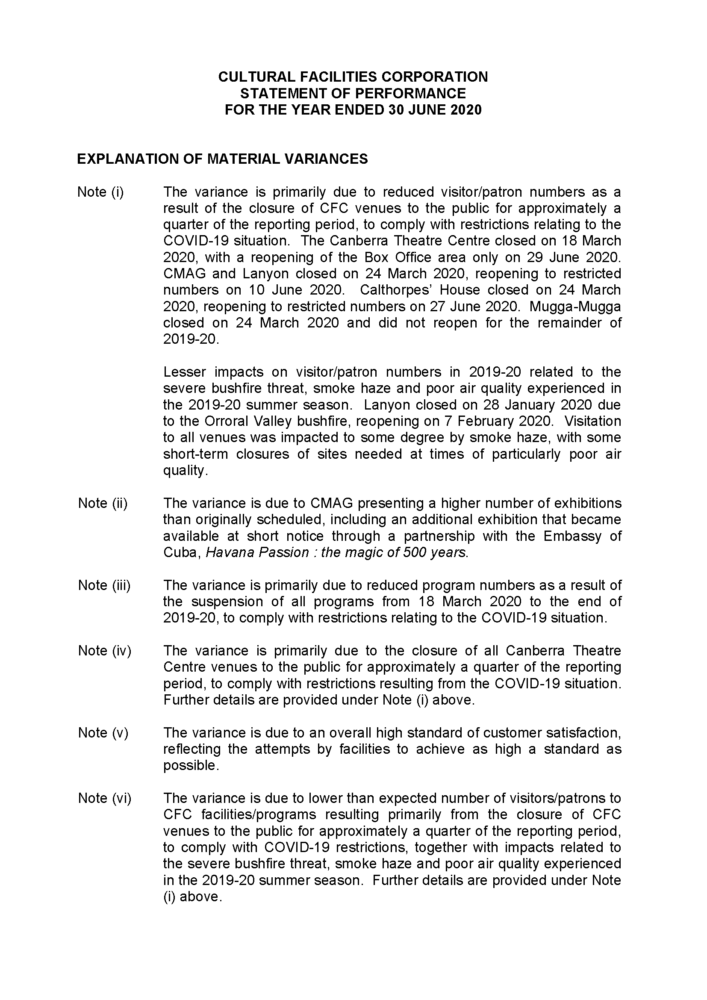 CULTURAL FACILITIES CORPORATION
STATEMENT OF PERFORMANCE
FOR THE YEAR ENDED 30 JUNE 2020
EXPLANATION OF MATERIAL VARIANCES
Note (i) The variance is primarily due to reduced visitor/patron numbers as a
result of the closure of CFC venues to the public for approximately a
quarter of the reporting period, to comply with restrictions relating to the
COVID-19 situation. The Canberra Theatre Centre closed on 18 March
2020, with a reopening of the Box Office area only on 29 June 2020.
CMAG and Lanyon closed on 24 March 2020, reopening to restricted
numbers on 10 June 2020. Calthorpes’ House closed on 24 March
2020, reopening to restricted numbers on 27 June 2020. Mugga-Mugga
closed on 24 March 2020 and did not reopen for the remainder of
2019-20.
Lesser impacts on visitor/patron numbers in 2019-20 related to the
severe bushfire threat, smoke haze and poor air quality experienced in
the 2019-20 summer season. Lanyon closed on 28 January 2020 due
to the Orroral Valley bushfire, reopening on 7 February 2020. Visitation
to all venues was impacted to some degree by smoke haze, with some
short-term closures of sites needed at times of particularly poor air
quality.
Note (ii) The variance is due to CMAG presenting a higher number of exhibitions
than originally scheduled, including an additional exhibition that became
available at short notice through a partnership with the Embassy of
Cuba, Havana Passion : the magic of 500 years.
Note (iii) The variance is primarily due to reduced program numbers as a result of
the suspension of all programs from 18 March 2020 to the end of
2019-20, to comply with restrictions relating to the COVID-19 situation.
Note (iv) The variance is primarily due to the closure of all Canberra Theatre
Centre venues to the public for approximately a quarter of the reporting
period, to comply with restrictions resulting from the COVID-19 situation.
Further details are provided under Note (i) above.
Note (v) The variance is due to an overall high standard of customer satisfaction,
reflecting the attempts by facilities to achieve as high a standard as
possible.
Note (vi) The variance is due to lower than expected number of visitors/patrons to
CFC facilities/programs resulting primarily from the closure of CFC
venues to the public for approximately a quarter of the reporting period,
to comply with COVID-19 restrictions, together with impacts related to
the severe bushfire threat, smoke haze and poor air quality experienced
in the 2019-20 summer season. Further details are provided under Note
(i) above.